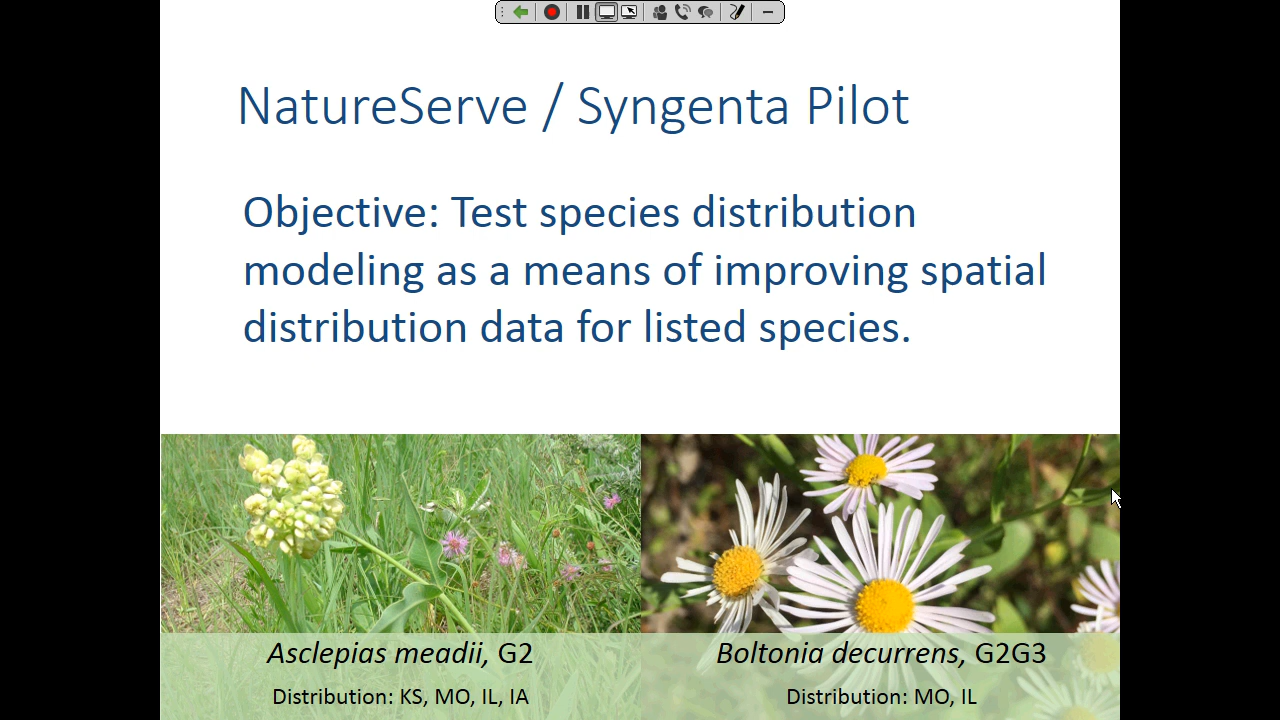 NatureServe / Syngenta Pilot
Objective: Test species distribution
modeling as a means of improving spatial
distribution data for listed species.
Asclepias meadii, G2
Distribution: KS, MO, IL, IA
Boltonia decurrens, G2G3
Distribution: MO, IL